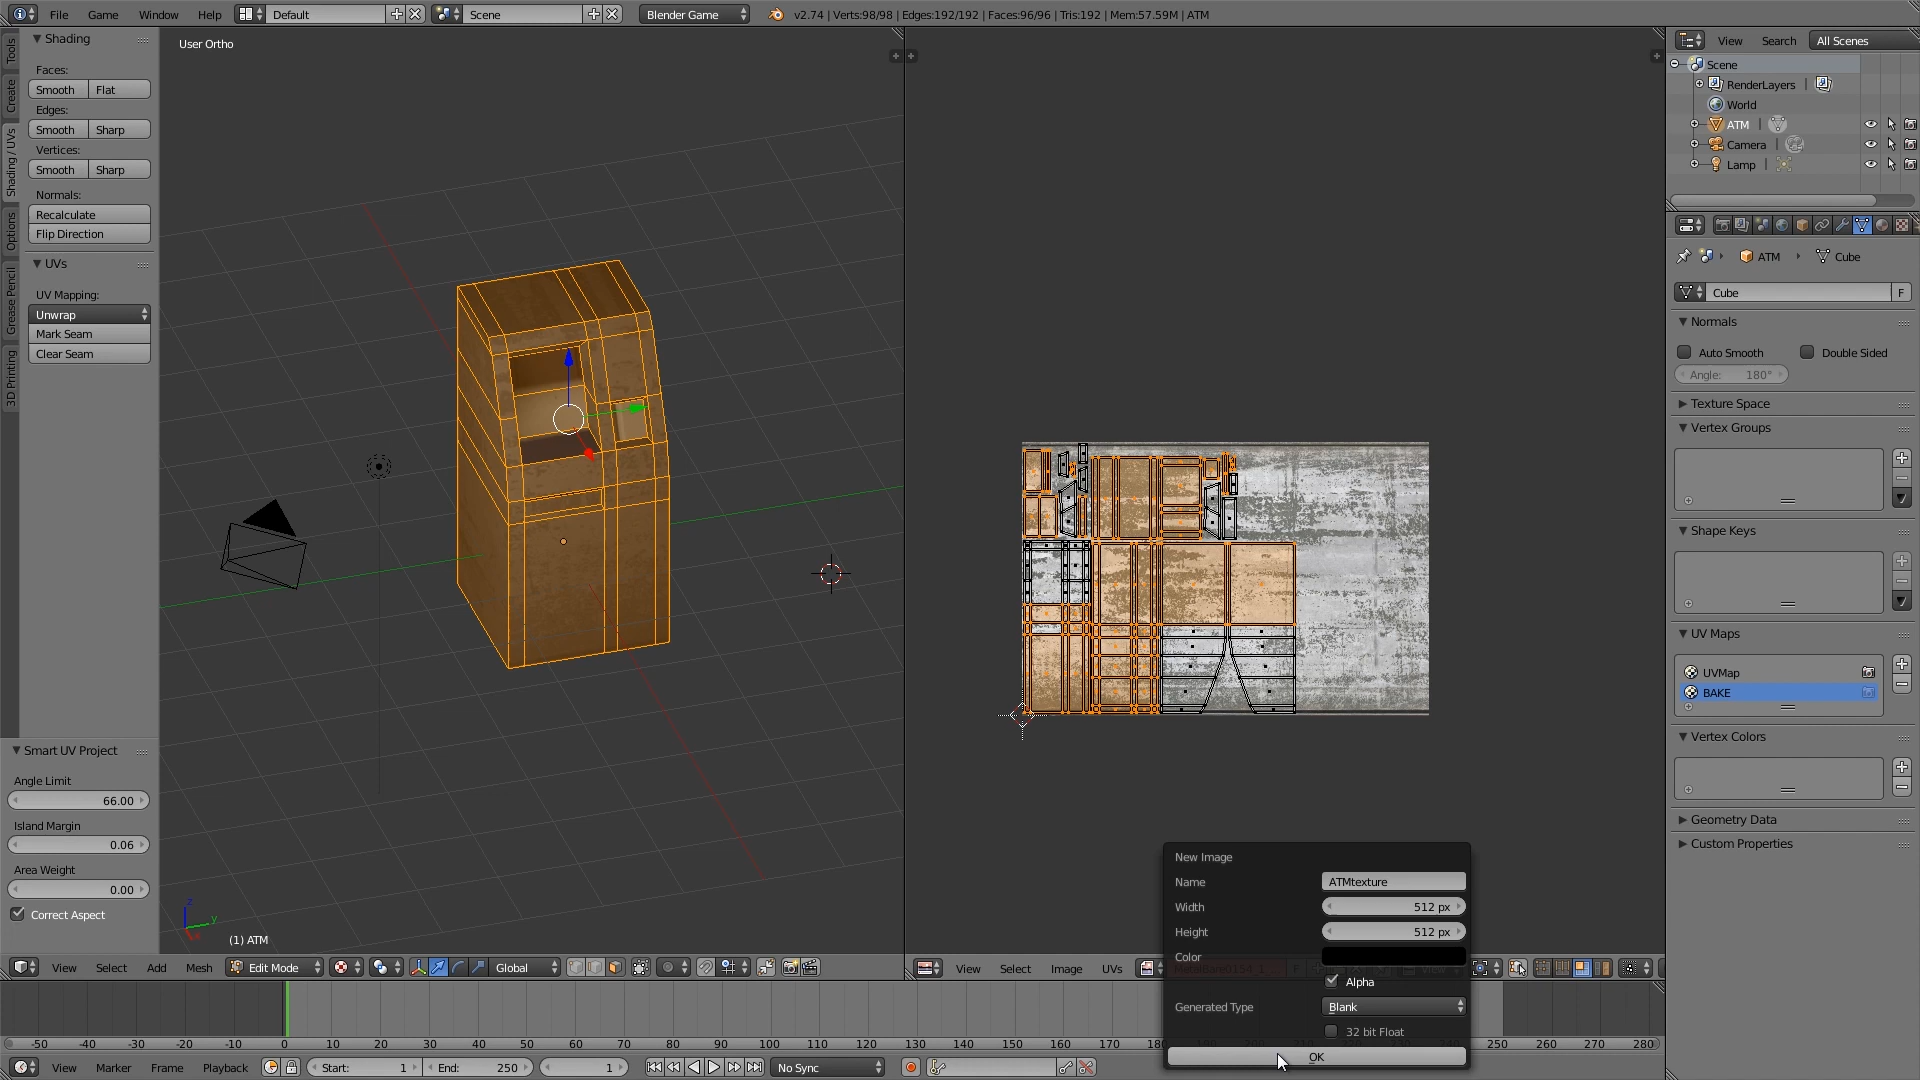 File Game Window Help Default Scene Blender Game v2.74 | Verts:98/98 | Edges:192/192 | Faces:96/96 | Tris:192 | Mem:57.59M | ATM
Tools
Create
Shading / UVs
Options
Grease Pencil
3D Printing
Shading
Faces:
Smooth Flat
Edges:
Smooth Sharp
Vertices:
Smooth Sharp
Normals:
Recalculate
Flip Direction
UVs
UV Mapping:
Unwrap
Mark Seam
Clear Seam
Smart UV Project
Angle Limit
66.00
Island Margin
0.06
Area Weight
0.00
Correct Aspect
User Ortho
z
y
(1) ATM
View Select Add Mesh Edit Mode Global
View Select Image UVs
New Image
Name ATMtexture
Width 512 px
Height 512 px
Color
Alpha
Generated Type Blank
32 bit Float
OK
View Search All Scenes
Scene
RenderLayers |
World
ATM |
Camera |
Lamp |
ATM Cube
Cube F
Normals
Auto Smooth Double Sided
Angle: 180°
Texture Space
Vertex Groups
Shape Keys
UV Maps
UVMap
BAKE
Vertex Colors
Geometry Data
Custom Properties
-50 -40 -30 -20 -10 0 10 20 30 40 50 60 70 80 90 100 110 120 130 140 150 160 170 180 250 260 270 280
View Marker Frame Playback Start: 1 End: 250 1 No Sync